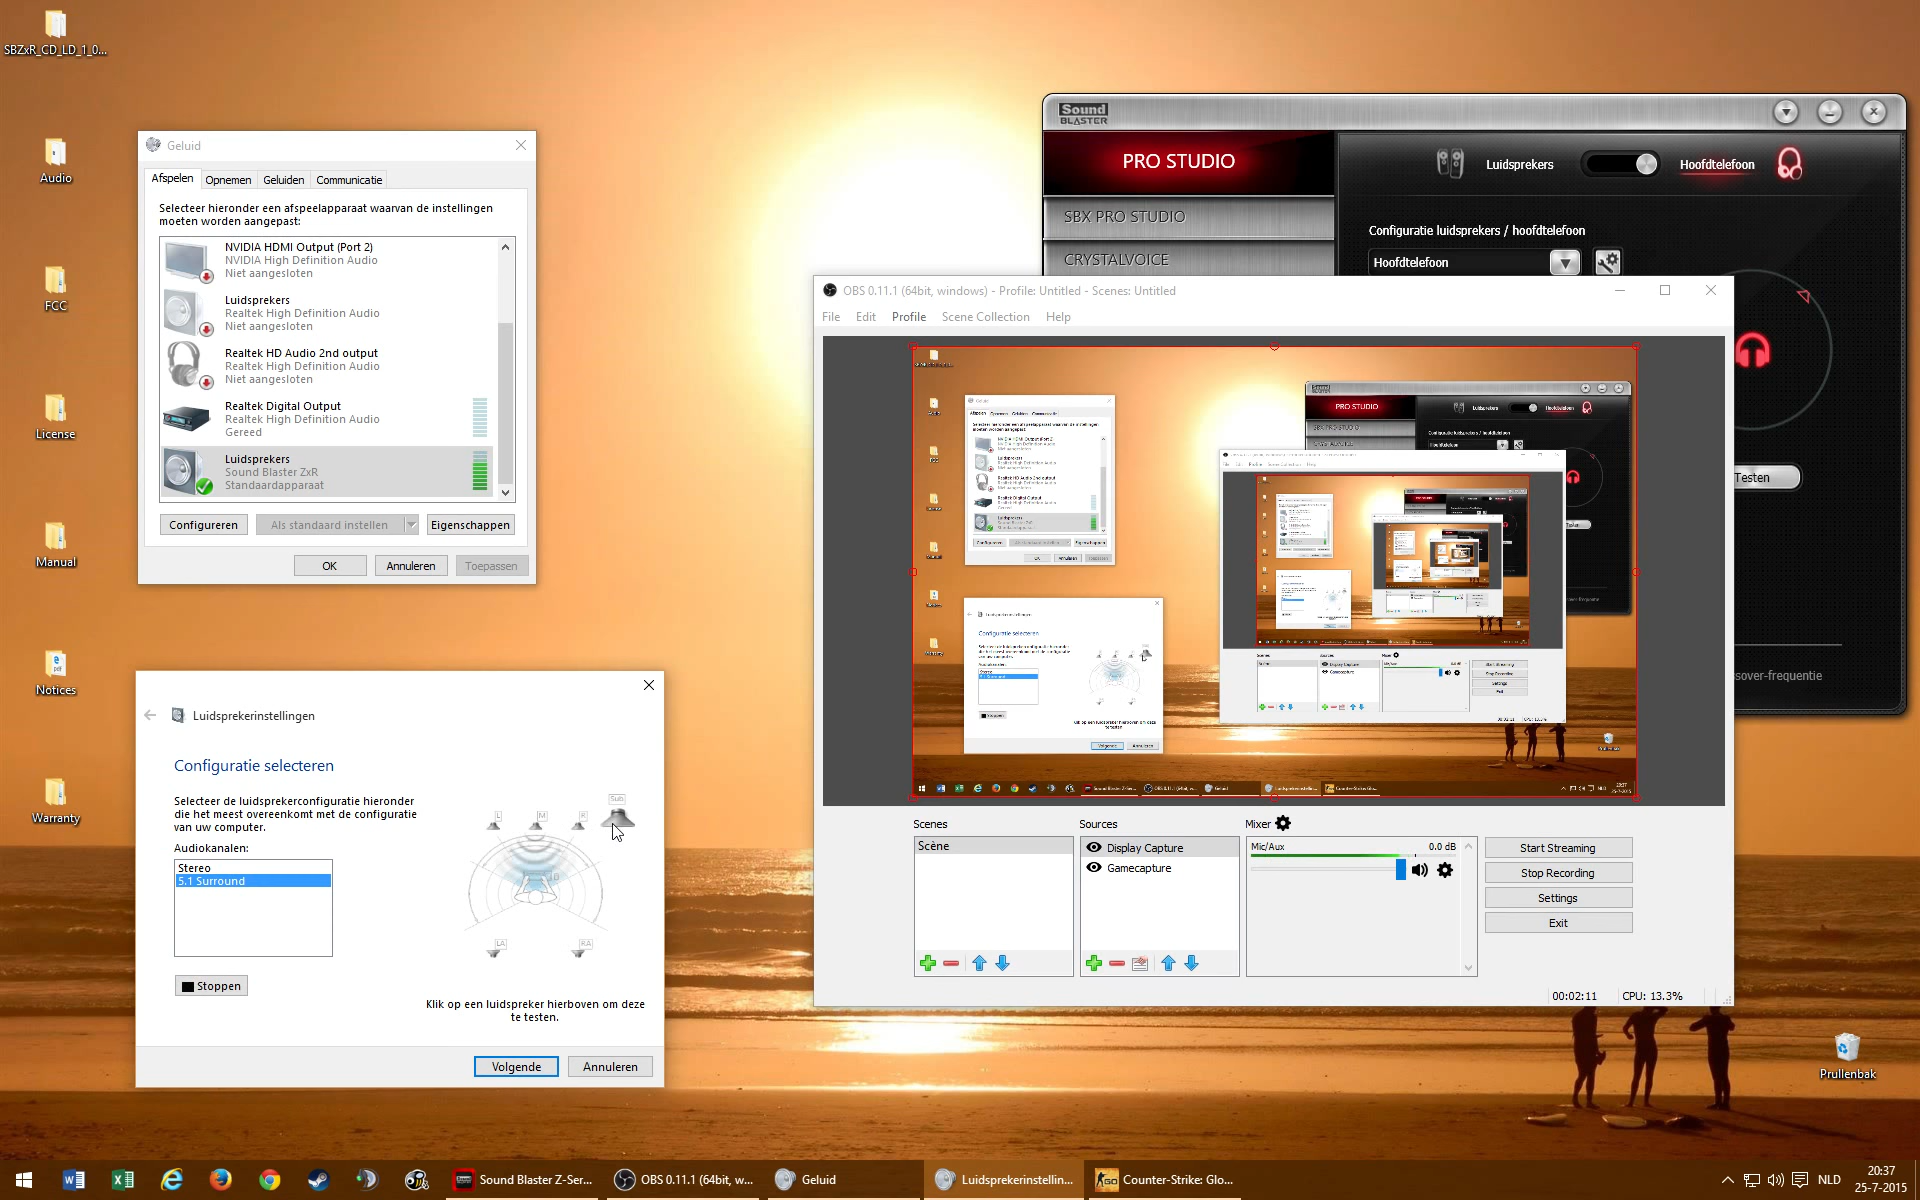 SBZxR_CD_LD_1_0...
Audio
FCC
License
Manual
Notices
Warranty
Prullenbak
Geluid
Afspelen
Opnemen
Geluiden
Communicatie
Selecteer hieronder een afspeelapparaat waarvan de instellingen
moeten worden aangepast:
NVIDIA HDMI Output (Port 2)
NVIDIA High Definition Audio
Niet aangesloten
Luidsprekers
Realtek High Definition Audio
Niet aangesloten
Realtek HD Audio 2nd output
Realtek High Definition Audio
Niet aangesloten
Realtek Digital Output
Realtek High Definition Audio
Gereed
Luidsprekers
Sound Blaster ZxR
Standaardapparaat
Configureren
Als standaard instellen
Eigenschappen
OK
Annuleren
Toepassen
Luidsprekerinstellingen
Configuratie selecteren
Selecteer de luidsprekerconfiguratie hieronder
die het meest overeenkomt met de configuratie
van uw computer.
Audiokanalen:
Stereo
5.1 Surround
Stoppen
L
M
R
Sub.
LA
RA
Klik op een luidspreker hierboven om deze
te testen.
Volgende
Annuleren
Sound
BLASTER
PRO STUDIO
SBX PRO STUDIO
CRYSTALVOICE
Luidsprekers
Hoofdtelefoon
Configuratie luidsprekers / hoofdtelefoon
Hoofdtelefoon
Testen
sover-frequentie
OBS 0.11.1 (64bit, windows) - Profile: Untitled - Scenes: Untitled
File
Edit
Profile
Scene Collection
Help
Scenes
Scène
Sources
Display Capture
Gamecapture
Mixer
Mic/Aux
0.0 dB
Start Streaming
Stop Recording
Settings
Exit
00:02:11
CPU: 13.3%
Sound Blaster Z-Ser...
OBS 0.11.1 (64bit, w...
Geluid
Luidsprekerinstellin...
Counter-Strike: Glo...
NLD
20:37
25-7-2015